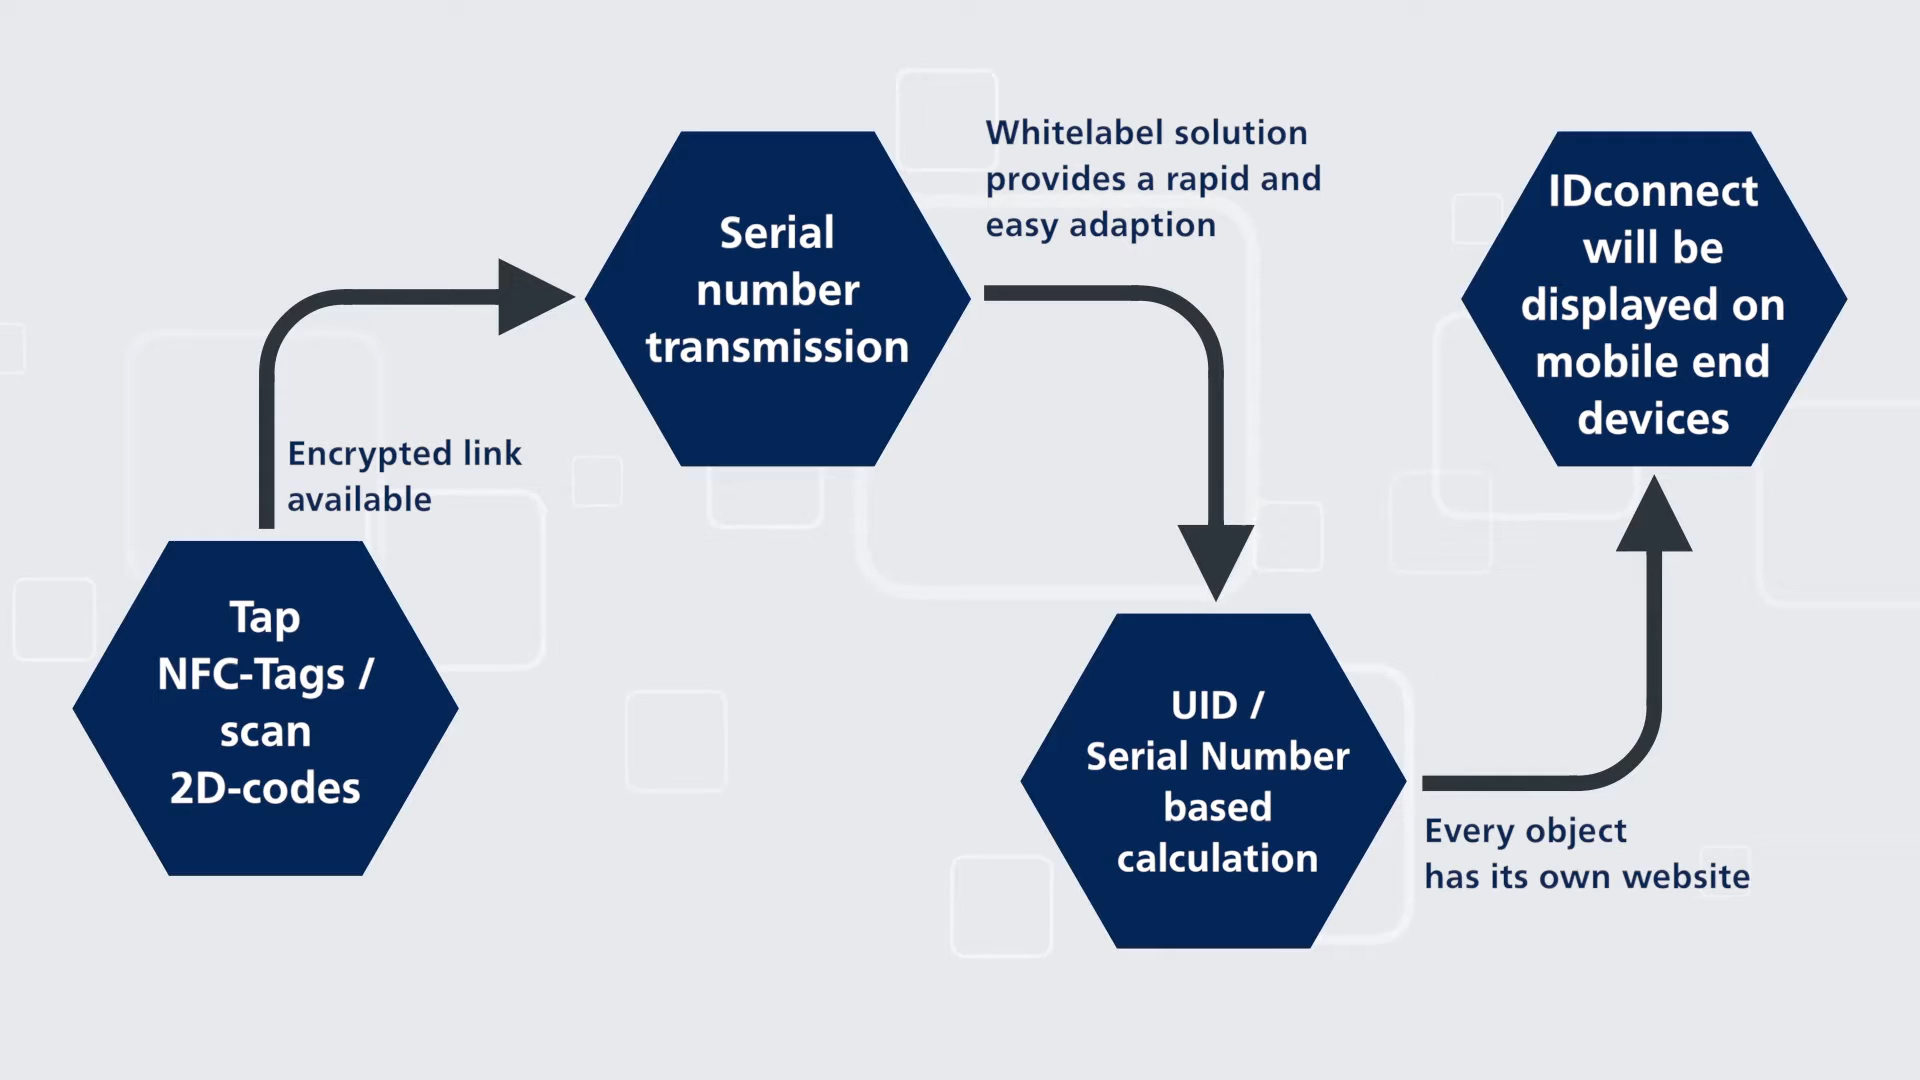 Tap
NFC-Tags /
scan
2D-codes
Encrypted link
available
Serial
number
transmission
Whitelabel solution
provides a rapid and
easy adaption
UID /
Serial Number
based
calculation
Every object
has its own website
IDconnect
will be
displayed on
mobile end
devices